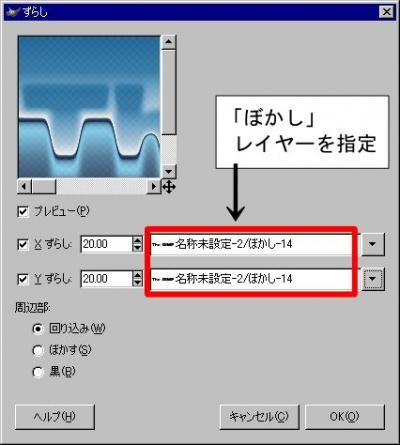 ずらし
「ぼかし」
レイヤーを指定
プレビュー(P)
X ずらし: 20.00 名称未設定-2/ぼかし-14
Y ずらし: 20.00 名称未設定-2/ぼかし-14
周辺部:
回り込み(W)
ぼかす(S)
黒(B)
ヘルプ(H) キャンセル(C) OK(O)